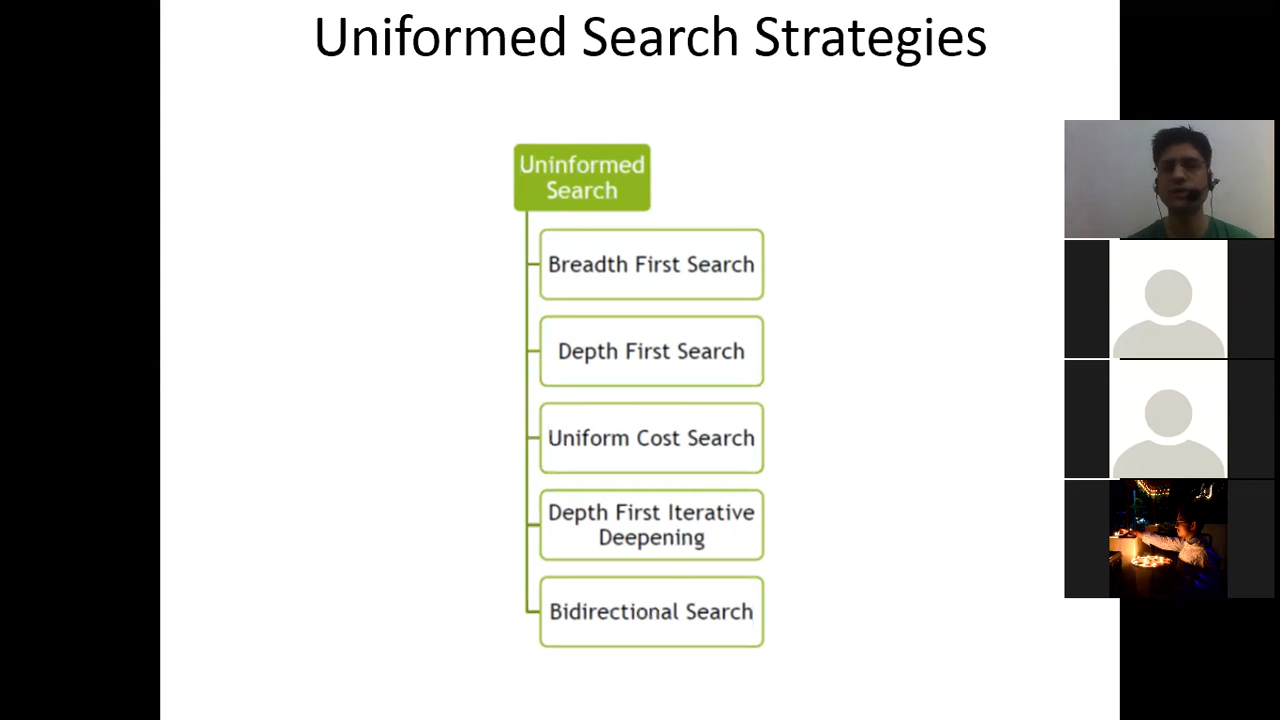 Uniformed Search Strategies
Uninformed
Search
Breadth First Search
Depth First Search
Uniform Cost Search
Depth First Iterative
Deepening
Bidirectional Search